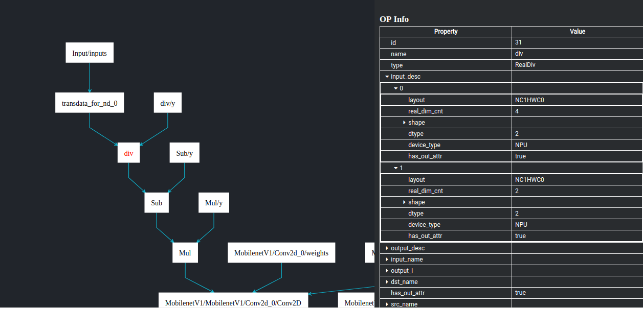 Input/inputs
transdata_for_nd_0
div/y
div
Sub/y
Sub
Mul/y
Mul
MobilenetV1/Conv2d_0/weights
MobilenetV1/MobilenetV1/Conv2d_0/Conv2D
Mobilenet
OP Info
Property Value
id 31
name div
type RealDiv
input_desc
0
layout NC1HWC0
real_dim_cnt 4
shape
dtype 2
device_type NPU
has_out_attr true
1
layout NC1HWC0
real_dim_cnt 2
shape
dtype 2
device_type NPU
has_out_attr true
output_desc
input_name
output_i
dst_name
has_out_attr true
src_name